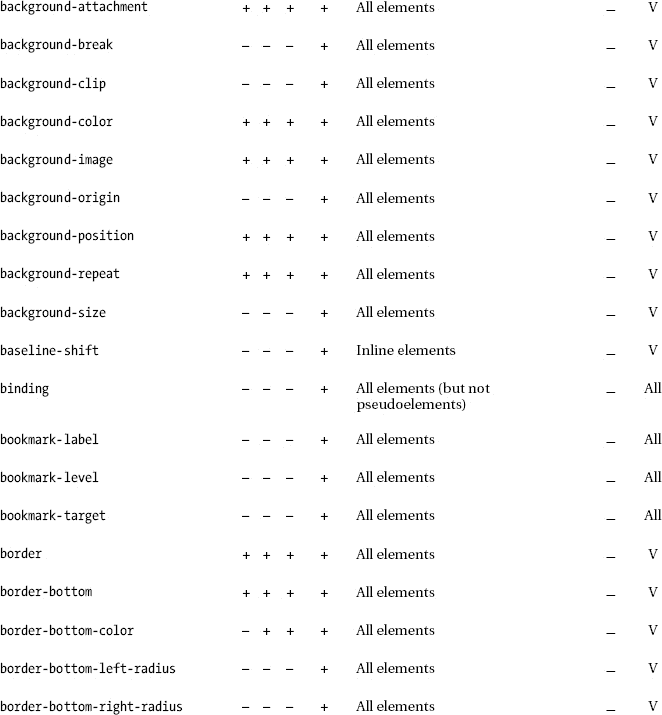 background-attachment + + + + All elements – V
background-break – – – + All elements – V
background-clip – – – + All elements – V
background-color + + + + All elements – V
background-image + + + + All elements – V
background-origin – – – + All elements – V
background-position + + + + All elements – V
background-repeat + + + + All elements – V
background-size – – – + All elements – V
baseline-shift – – – + Inline elements – V
binding – – – + All elements (but not – All
pseudoelements)
bookmark-label – – – + All elements – All
bookmark-level – – – + All elements – All
bookmark-target – – – + All elements – All
border + + + + All elements – V
border-bottom + + + + All elements – V
border-bottom-color – + + + All elements – V
border-bottom-left-radius – – – + All elements – V
border-bottom-right-radius – – – + All elements – V